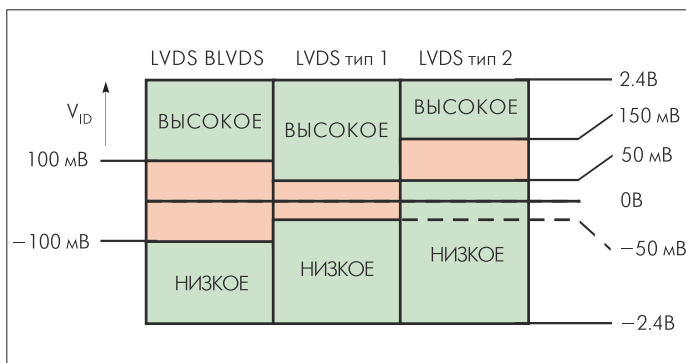 LVDS BLVDS
LVDS тип 1
LVDS тип 2
2.4В
V_ID
ВЫСОКОЕ
ВЫСОКОЕ
ВЫСОКОЕ
150 мВ
100 мВ
50 мВ
0В
−100 мВ
−50 мВ
НИЗКОЕ
НИЗКОЕ
НИЗКОЕ
−2.4В